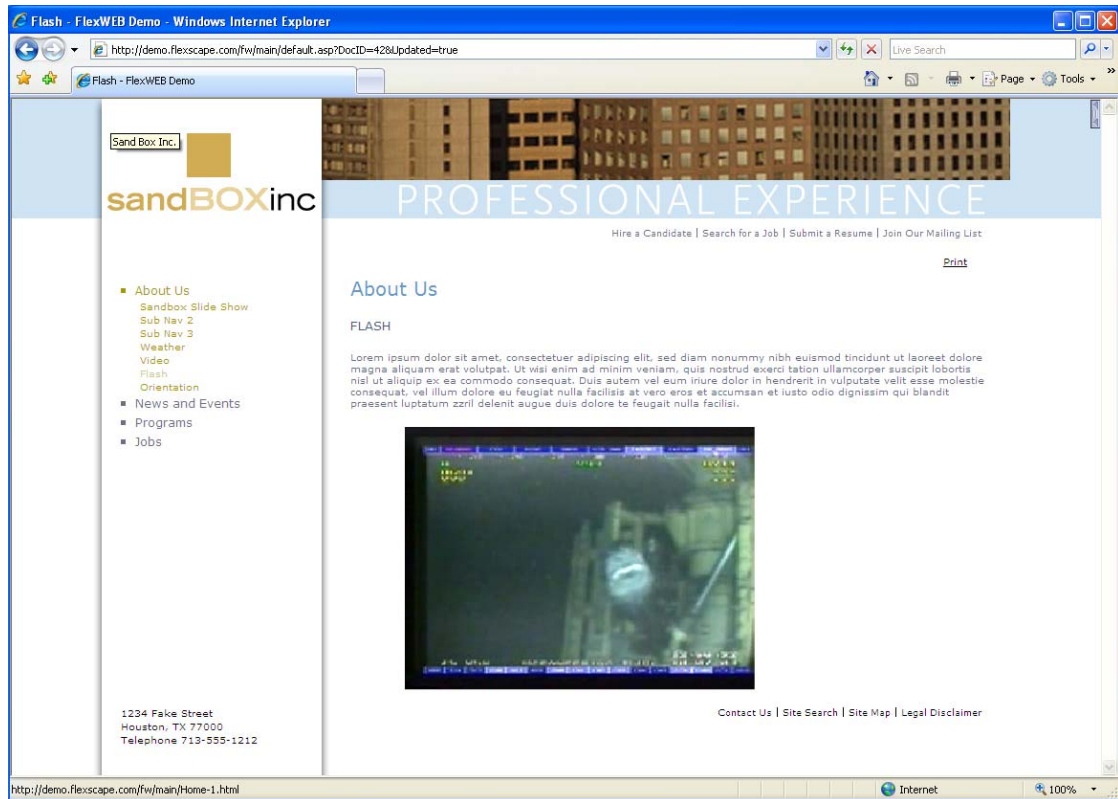 Flash - FlexWEB Demo - Windows Internet Explorer
http://demo.flexscape.com/fw/main/default.asp?DocID=42&Updated=true
Live Search
Flash - FlexWEB Demo
Page
Tools
Sand Box Inc.
sandBOXinc
PROFESSIONAL EXPERIENCE
Hire a Candidate | Search for a Job | Submit a Resume | Join Our Mailing List
Print
About Us
Sandbox Slide Show
Sub Nav 2
Sub Nav 3
Weather
Video
Flash
Orientation
News and Events
Programs
Jobs
About Us
FLASH
Lorem ipsum dolor sit amet, consectetuer adipiscing elit, sed diam nonummy nibh euismod tincidunt ut laoreet dolore
magna aliquam erat volutpat. Ut wisi enim ad minim veniam, quis nostrud exerci tation ullamcorper suscipit lobortis
nisl ut aliquip ex ea commodo consequat. Duis autem vel eum iriure dolor in hendrerit in vulputate velit esse molestie
consequat, vel illum dolore eu feugiat nulla facilisis at vero eros et accumsan et iusto odio dignissim qui blandit
praesent luptatum zzril delenit augue duis dolore te feugait nulla facilisi.
1234 Fake Street
Houston, TX 77000
Telephone 713-555-1212
Contact Us | Site Search | Site Map | Legal Disclaimer
http://demo.flexscape.com/fw/main/Home-1.html
Internet
100%